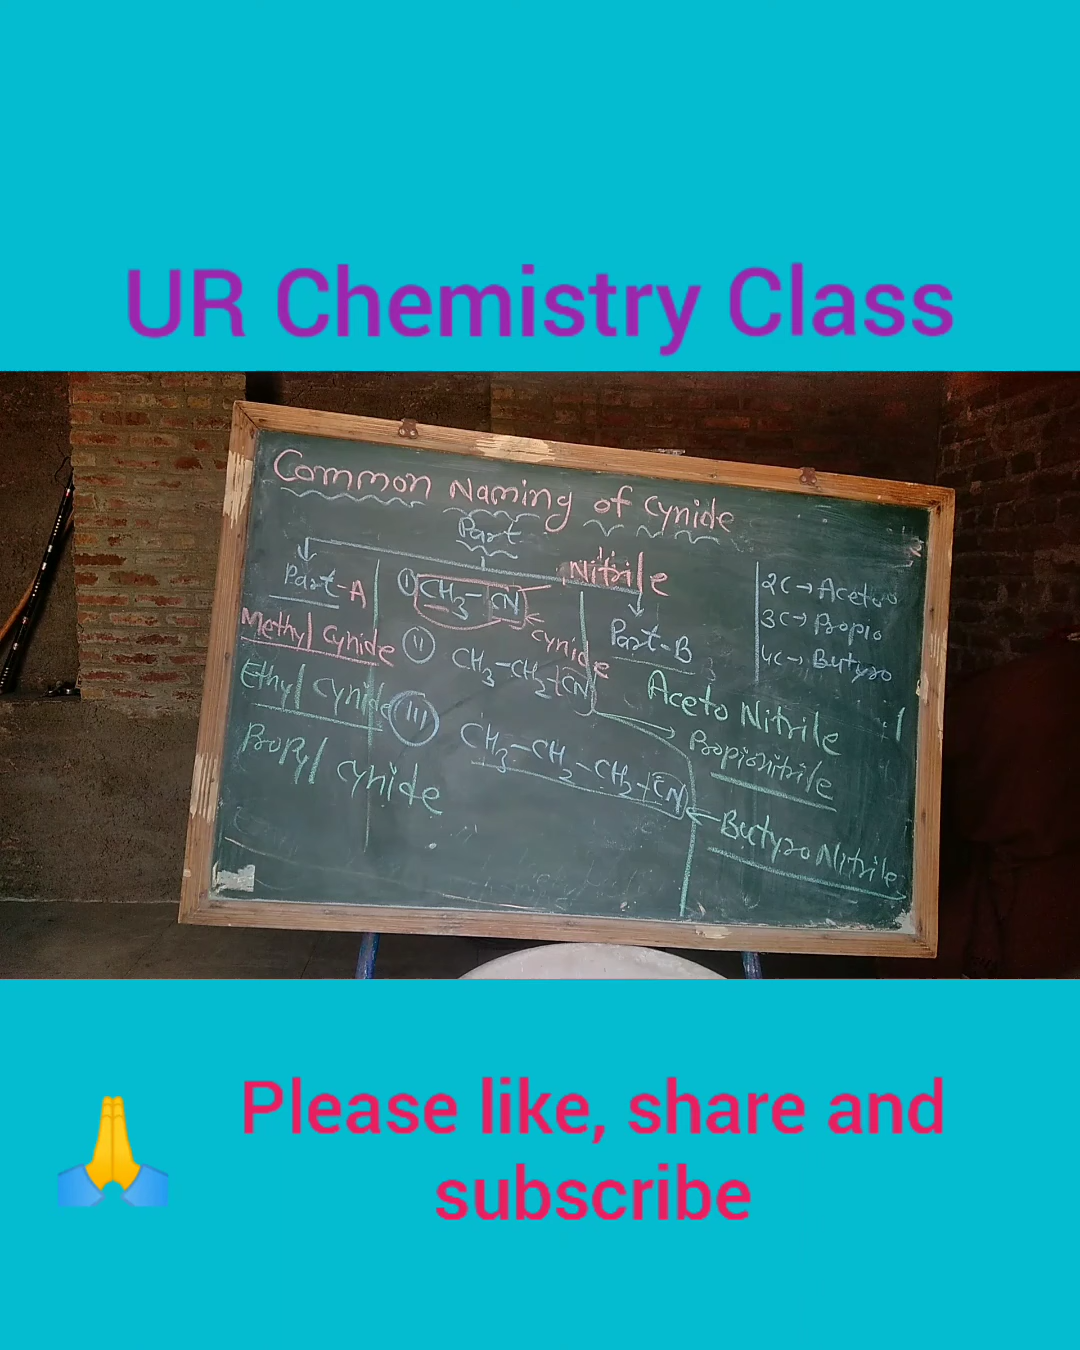 UR Chemistry Class
Common Naming of Cynide
Part
Part-A
Nitrile
Part-B
2C → Aceto
3C → Propio
4C → Butyro
I CH3-CN
cynide
Methyl Cynide
II CH3-CH2-CN
Aceto Nitrile
Ethyl Cynide
Propionitrile
III CH3-CH2-CH2-CN
Propyl cynide
Butyro Nitrile
🙏 Please like, share and
subscribe